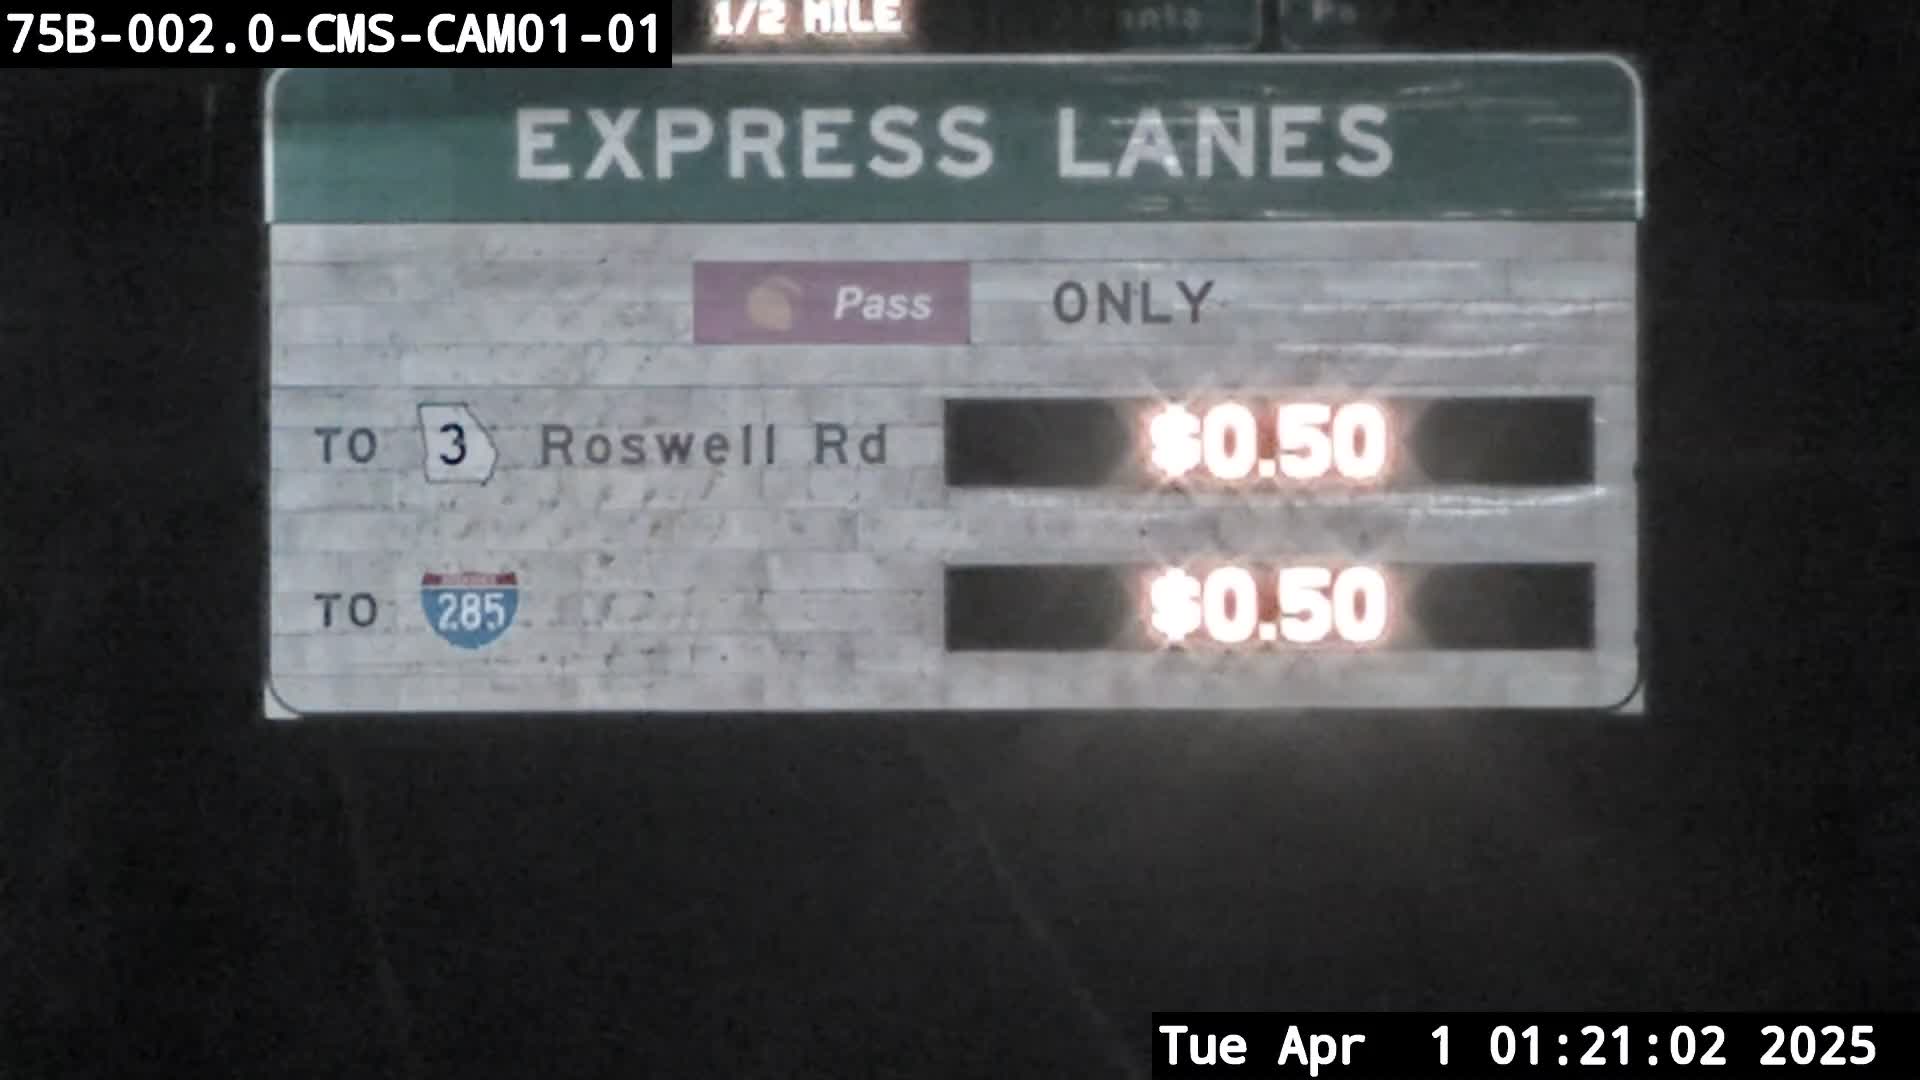 75B-002.0-CMS-CAM01-01
1/2 MILE
EXPRESS LANES
Pass ONLY
TO 3 Roswell Rd $0.50
TO 285 $0.50
Tue Apr 1 01:21:02 2025